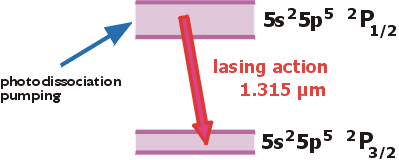 5s²5p⁵ ²P₁/₂
photodissociation
pumping
lasing action
1.315 µm
5s²5p⁵ ²P₃/₂